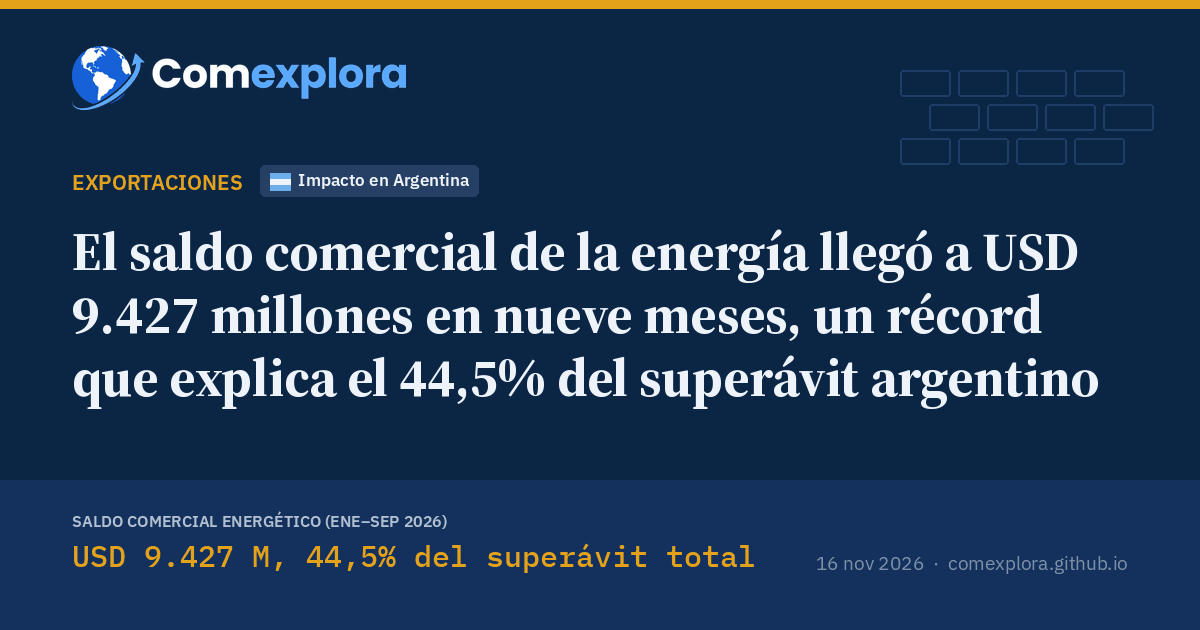 Comexplora
EXPORTACIONES
Impacto en Argentina
El saldo comercial de la energía llegó a USD
9.427 millones en nueve meses, un récord
que explica el 44,5% del superávit argentino
SALDO COMERCIAL ENERGÉTICO (ENE–SEP 2026)
USD 9.427 M, 44,5% del superávit total
16 nov 2026 · comexplora.github.io